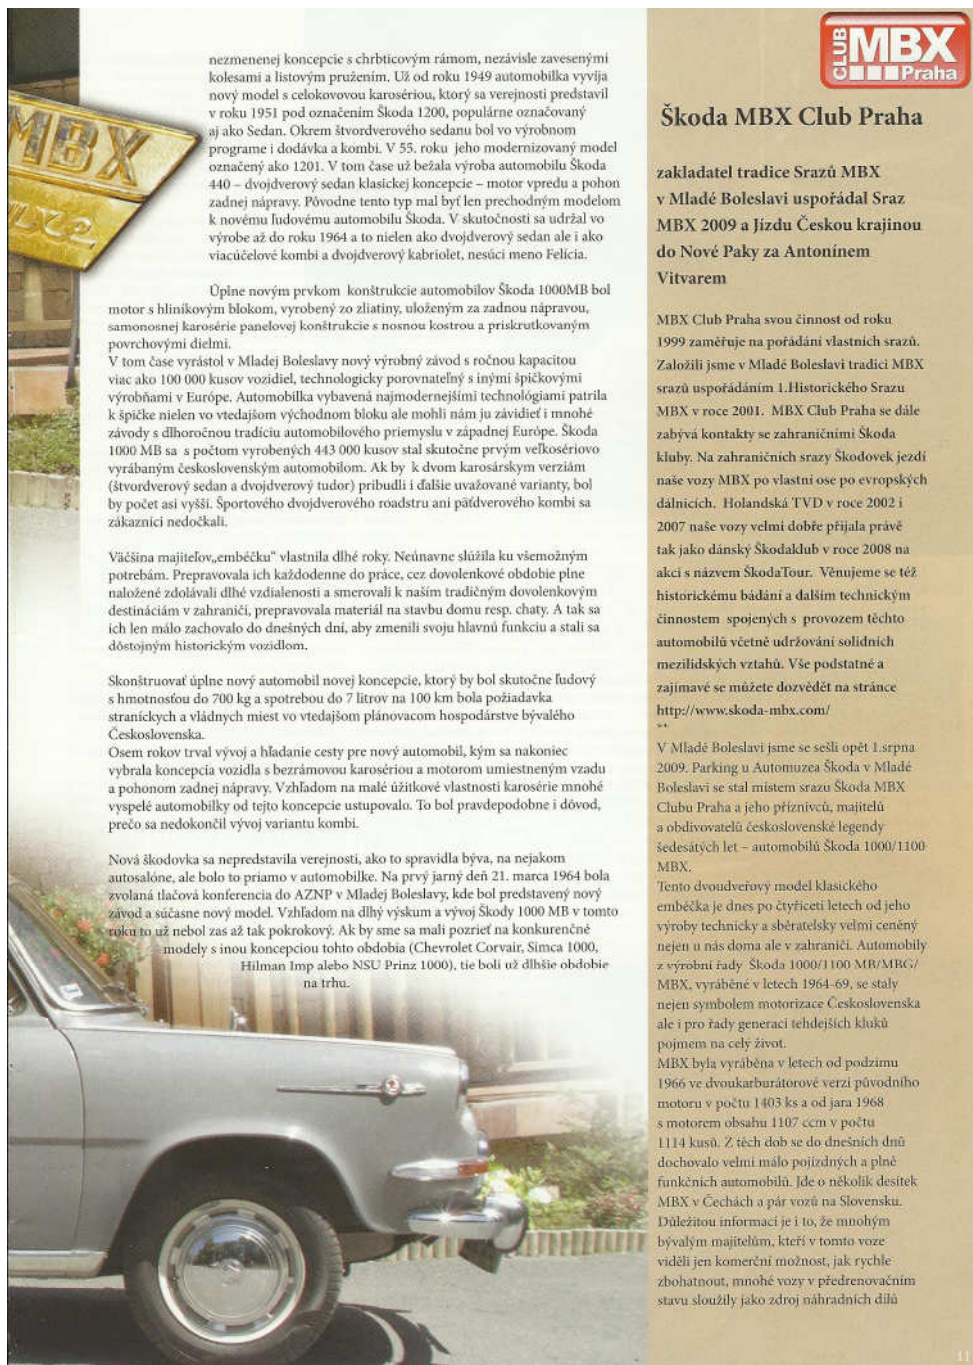 nezmenenej koncepcie s chrbticovým rámom, nezávisle zavesenými
kolesami a listovým pružením. Už od roku 1949 automobilka vyvíja
nový model s celokovovou karosériou, ktorý sa verejnosti predstavil
v roku 1951 pod označením Škoda 1200, populárne označovaný
aj ako Sedan. Okrem štvordverového sedanu bol vo výrobnom
programe i dodávka a kombi. V 55. roku jeho modernizovaný model
označený ako 1201. V tom čase už bežala výroba automobilu Škoda
440 – dvojdverový sedan klasickej koncepcie – motor vpredu a pohon
zadnej nápravy. Pôvodne tento typ mal byť len prechodným modelom
k novému ľudovému automobilu Škoda. V skutočnosti sa udržal vo
výrobe až do roku 1964 a to nielen ako dvojdverový sedan ale i ako
viacúčelové kombi a dvojdverový kabriolet, nesúci meno Felícia.
Úplne novým prvkom konštrukcie automobilov Škoda 1000MB bol
motor s hliníkovým blokom, vyrobený zo zliatiny, uloženým za zadnou nápravou,
samonosnej karosérie panelovej konštrukcie s nosnou kostrou a priskrutkovaným
povrchovými dielmi.
V tom čase vyrástol v Mladej Boleslavy nový výrobný závod s ročnou kapacitou
viac ako 100 000 kusov vozidiel, technologicky porovnateľný s inými špičkovými
výrobňami v Európe. Automobilka vybavená najmodernejšími technológiami patrila
k špičke nielen vo vtedajšom východnom bloku ale mohli nám ju závidieť i mnohé
závody s dlhoročnou tradíciu automobilového priemyslu v západnej Európe. Škoda
1000 MB sa s počtom vyrobených 443 000 kusov stal skutočne prvým veľkosériovo
vyrábaným československým automobilom. Ak by k dvom karosárskym verziám
(štvordverový sedan a dvojdverový tudor) pribudli i ďalšie uvažované varianty, bol
by počet asi vyšší. Športového dvojdverového roadstru ani päťdverového kombi sa
zákazníci nedočkali.
Väčšina majiteľov„embéčku“ vlastnila dlhé roky. Neúnavne slúžila ku všemožným
potrebám. Prepravovala ich každodenne do práce, cez dovolenkové obdobie plne
naložené zdolávali dlhé vzdialenosti a smerovali k naším tradičným dovolenkovým
destináciám v zahraničí, prepravovala materiál na stavbu domu resp. chaty. A tak sa
ich len málo zachovalo do dnešných dní, aby zmenili svoju hlavnú funkciu a stali sa
dôstojným historickým vozidlom.
Skonštruovať úplne nový automobil novej koncepcie, ktorý by bol skutočne ľudový
s hmotnosťou do 700 kg a spotrebou do 7 litrov na 100 km bola požiadavka
straníckych a vládnych miest vo vtedajšom plánovacom hospodárstve bývalého
Československa.
Osem rokov trval vývoj a hľadanie cesty pre nový automobil, kým sa nakoniec
vybrala koncepcia vozidla s bezrámovou karosériou a motorom umiestneným vzadu
a pohonom zadnej nápravy. Vzhľadom na malé úžitkové vlastnosti karosérie mnohé
vyspelé automobilky od tejto koncepcie ustupovalo. To bol pravdepodobne i dôvod,
prečo sa nedokončil vývoj variantu kombi.
Nová škodovka sa nepredstavila verejnosti, ako to spravidla býva, na nejakom
autosalóne, ale bolo to priamo v automobilke. Na prvý jarný deň 21. marca 1964 bola
zvolaná tlačová konferencia do AZNP v Mladej Boleslavy, kde bol predstavený nový
závod a súčasne nový model. Vzhľadom na dlhý výskum a vývoj Škody 1000 MB v tomto
roku to už nebol zas až tak pokrokový. Ak by sme sa mali pozrieť na konkurenčné
modely s inou koncepciou tohto obdobia (Chevrolet Corvair, Simca 1000,
Hilman Imp alebo NSU Prinz 1000), tie boli už dlhšie obdobie
na trhu.
MBX
CLUB
MBX
Praha
Škoda MBX Club Praha
zakladatel tradice Srazů MBX
v Mladé Boleslavi uspořádal Sraz
MBX 2009 a Jízdu Českou krajinou
do Nové Paky za Antonínem
Vitvarem
MBX Club Praha svou činnost od roku
1999 zaměřuje na pořádání vlastních srazů.
Založili jsme v Mladé Boleslavi tradici MBX
srazů uspořádáním 1.Historického Srazu
MBX v roce 2001. MBX Club Praha se dále
zabývá kontakty se zahraničními Škoda
kluby. Na zahraničních srazy Škodovek jezdí
naše vozy MBX po vlastní ose po evropských
dálnicích. Holandská TVD v roce 2002 i
2007 naše vozy velmi dobře přijala právě
tak jako dánský Škodaklub v roce 2008 na
akci s názvem ŠkodaTour. Věnujeme se též
historickému bádání a dalším technickým
činnostem spojených s provozem těchto
automobilů včetně udržování solidních
mezilidských vztahů. Vše podstatné a
zajímavé se můžete dozvědět na stránce
http://www.skoda-mbx.com/
**
V Mladé Boleslavi jsme se sešli opět 1.srpna
2009. Parking u Automuzea Škoda v Mladé
Boleslavi se stal místem srazu Škoda MBX
Clubu Praha a jeho příznivců, majitelů
a obdivovatelů československé legendy
šedesátých let – automobilů Škoda 1000/1100
MBX.
Tento dvoudveřový model klasického
embéčka je dnes po čtyřiceti letech od jeho
výroby technicky a sběratelsky velmi ceněný
nejen u nás doma ale v zahraničí. Automobily
z výrobní řady Škoda 1000/1100 MB/MBG/
MBX, vyráběné v letech 1964-69, se staly
nejen symbolem motorizace Československa
ale i pro řady generací tehdejších kluků
pojmem na celý život.
MBX byla vyráběna v letech od podzimu
1966 ve dvoukarburátorové verzi původního
motoru v počtu 1403 ks a od jara 1968
s motorem obsahu 1107 ccm v počtu
1114 kusů. Z těch dob se do dnešních dnů
dochovalo velmi málo pojízdných a plně
funkčních automobilů. Jde o několik desítek
MBX v Čechách a pár vozů na Slovensku.
Důležitou informací je i to, že mnohým
bývalým majitelům, kteří v tomto voze
viděli jen komerční možnost, jak rychle
zbohatnout, mnohé vozy v předrenovačním
stavu sloužily jako zdroj náhradních dílů
11